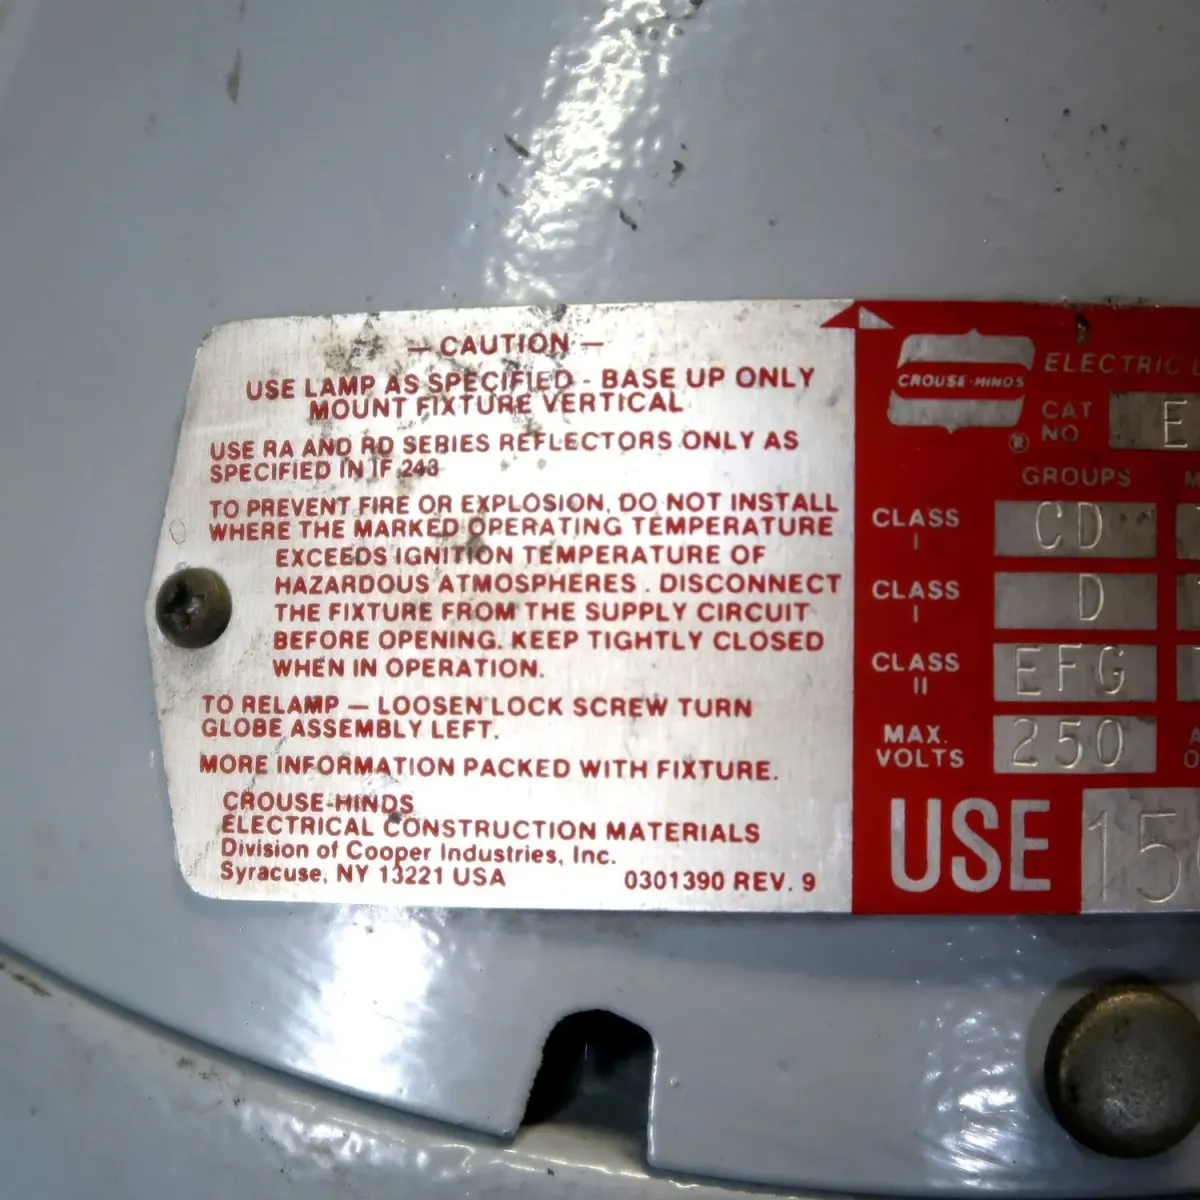 — CAUTION —
USE LAMP AS SPECIFIED - BASE UP ONLY
MOUNT FIXTURE VERTICAL
USE RA AND RD SERIES REFLECTORS ONLY AS
SPECIFIED IN IF 243
TO PREVENT FIRE OR EXPLOSION, DO NOT INSTALL
WHERE THE MARKED OPERATING TEMPERATURE
EXCEEDS IGNITION TEMPERATURE OF
HAZARDOUS ATMOSPHERES. DISCONNECT
THE FIXTURE FROM THE SUPPLY CIRCUIT
BEFORE OPENING. KEEP TIGHTLY CLOSED
WHEN IN OPERATION.
TO RELAMP — LOOSEN LOCK SCREW TURN
GLOBE ASSEMBLY LEFT.
MORE INFORMATION PACKED WITH FIXTURE.
CROUSE-HINDS
ELECTRICAL CONSTRUCTION MATERIALS
Division of Cooper Industries, Inc.
Syracuse, NY 13221 USA
0301390 REV. 9
CROUSE-HINDS
®
ELECTRIC L
CAT NO E
GROUPS M
CLASS I CD
CLASS I D
CLASS II EFG
MAX. VOLTS 250
USE 15